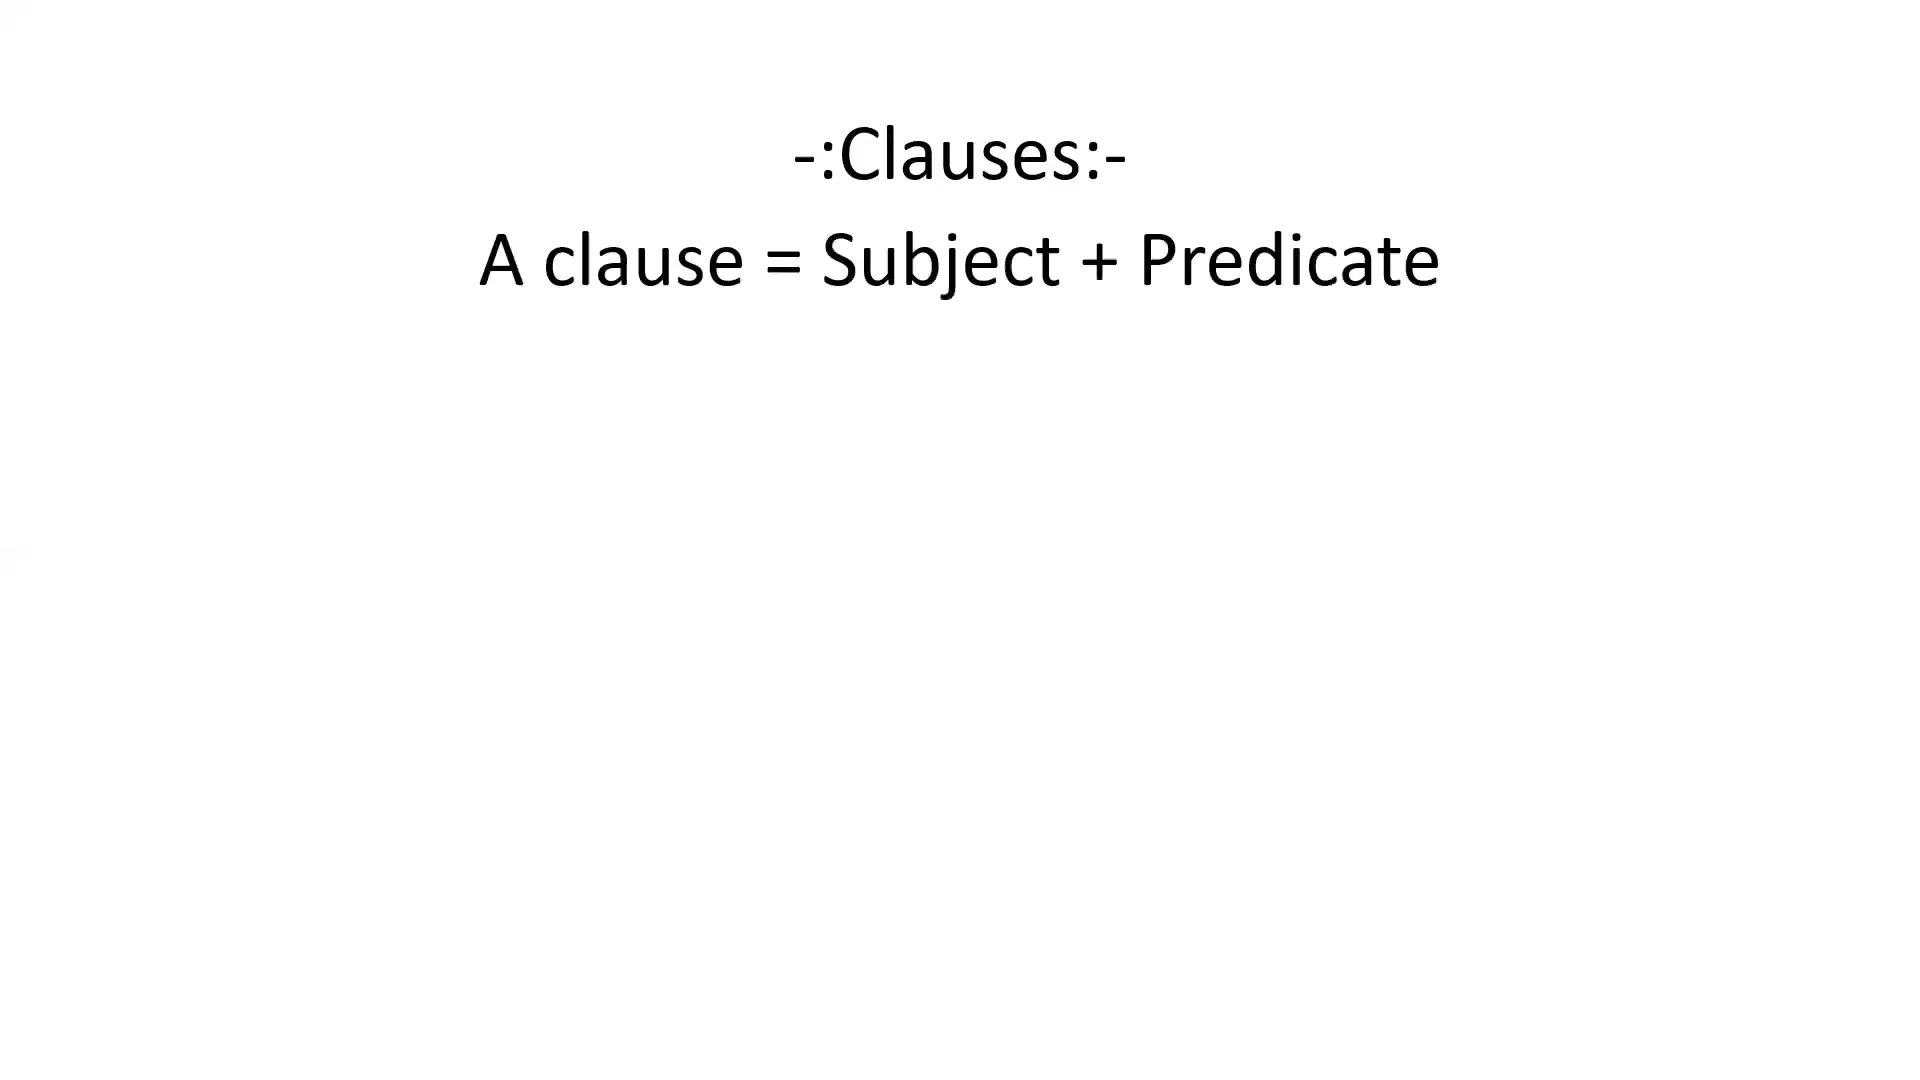 -:Clauses:-
A clause = Subject + Predicate